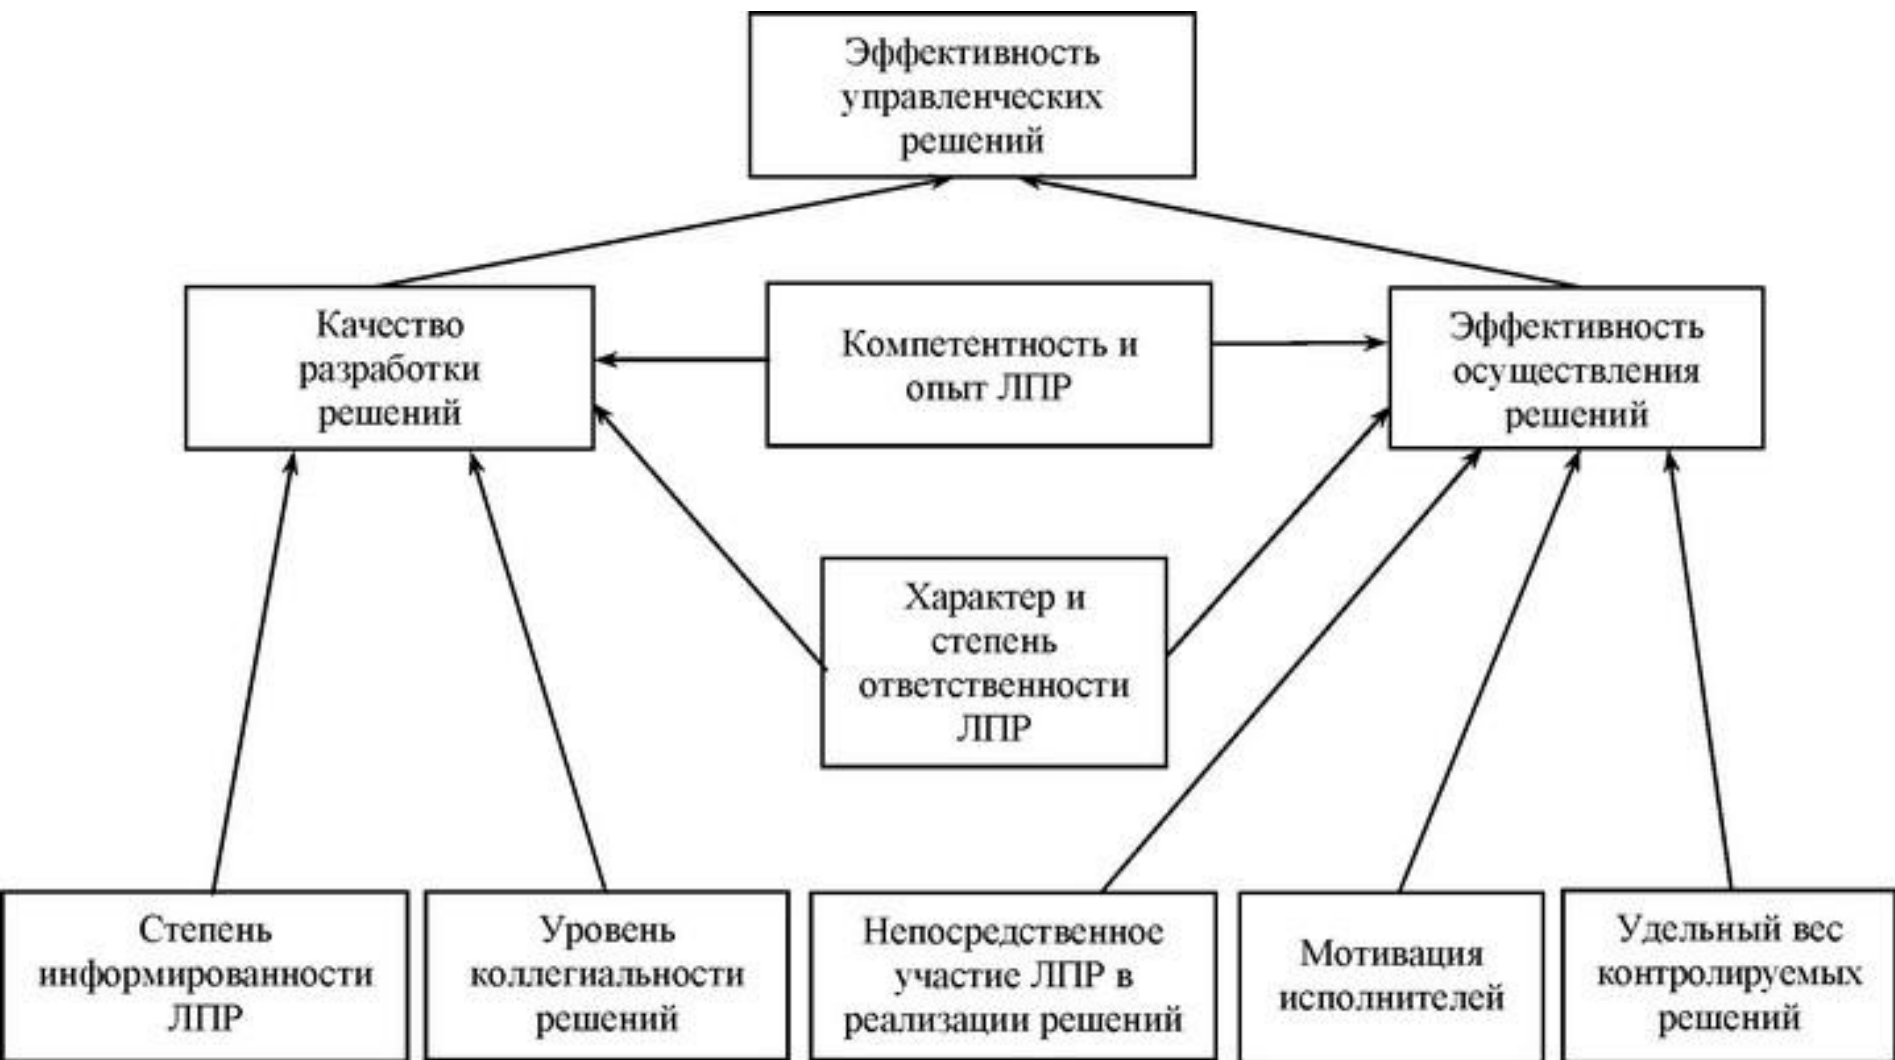 Эффективность
управленческих
решений
Качество
разработки
решений
Компетентность и
опыт ЛПР
Эффективность
осуществления
решений
Характер и
степень
ответственности
ЛПР
Степень
информированности
ЛПР
Уровень
коллегиальности
решений
Непосредственное
участие ЛПР в
реализации решений
Мотивация
исполнителей
Удельный вес
контролируемых
решений